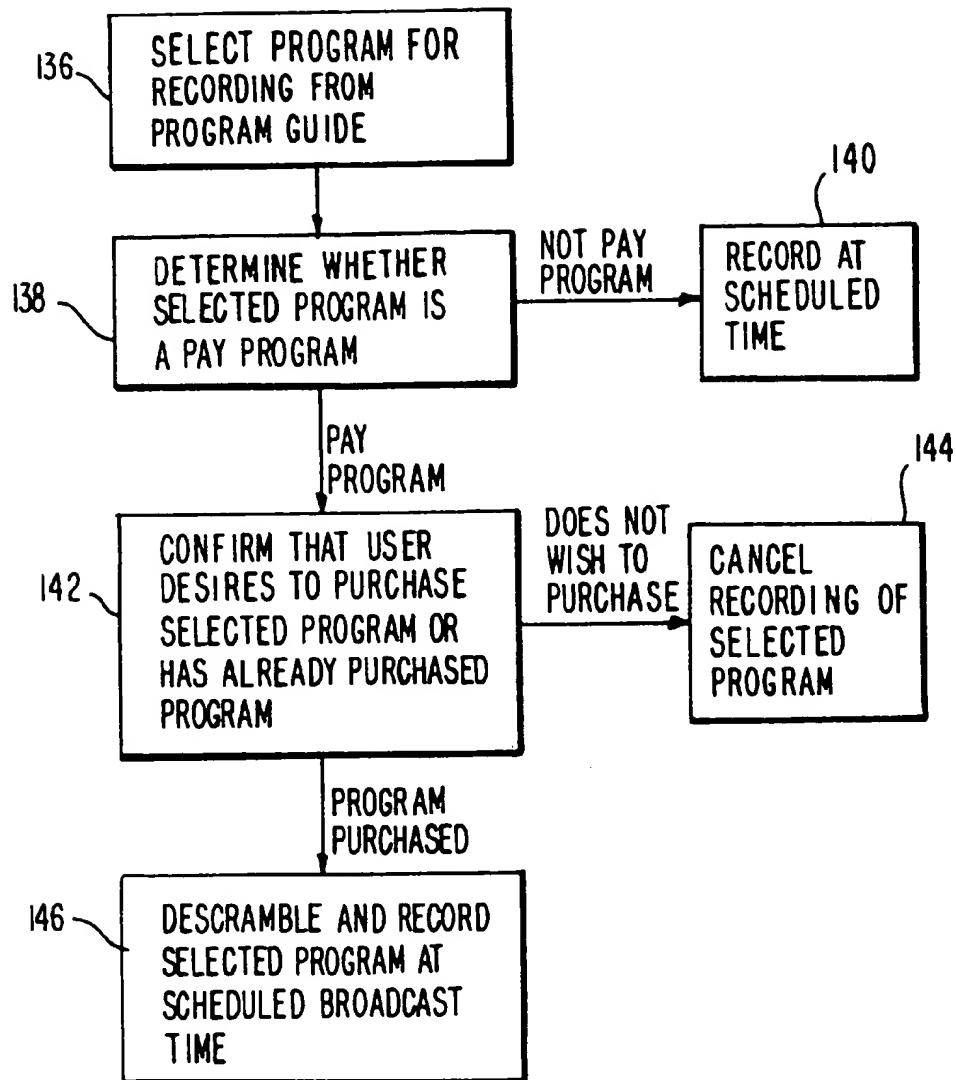 136
SELECT PROGRAM FOR
RECORDING FROM
PROGRAM GUIDE
138
DETERMINE WHETHER
SELECTED PROGRAM IS
A PAY PROGRAM
NOT PAY
PROGRAM
140
RECORD AT
SCHEDULED
TIME
PAY
PROGRAM
142
CONFIRM THAT USER
DESIRES TO PURCHASE
SELECTED PROGRAM OR
HAS ALREADY PURCHASED
PROGRAM
DOES NOT
WISH TO
PURCHASE
144
CANCEL
RECORDING OF
SELECTED
PROGRAM
PROGRAM
PURCHASED
146
DESCRAMBLE AND RECORD
SELECTED PROGRAM AT
SCHEDULED BROADCAST
TIME